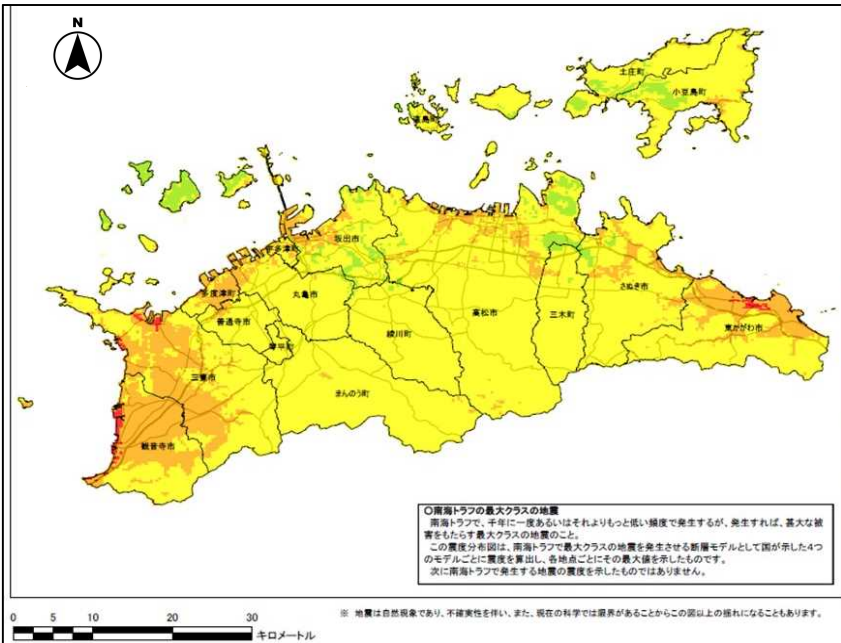 N
土庄町
小豆島町
直島町
坂出市
宇多津町
多度津町
丸亀市
善通寺市
琴平町
綾川町
高松市
三木町
さぬき市
東かがわ市
まんのう町
三豊市
観音寺市
○南海トラフの最大クラスの地震
南海トラフで、千年に一度あるいはそれよりもっと低い頻度で発生するが、発生すれば、甚大な被
害をもたらす最大クラスの地震のこと。
この震度分布図は、南海トラフで最大クラスの地震を発生させる断層モデルとして国が示した4つ
のモデルごとに震度を算出し、各地点ごとにその最大値を示したものです。
次に南海トラフで発生する地震の震度を示したものではありません。
※ 地震は自然現象であり、不確実性を伴い、また、現在の科学では限界があることからこの図以上の揺れになることもあります。
0 5 10 20 30
キロメートル